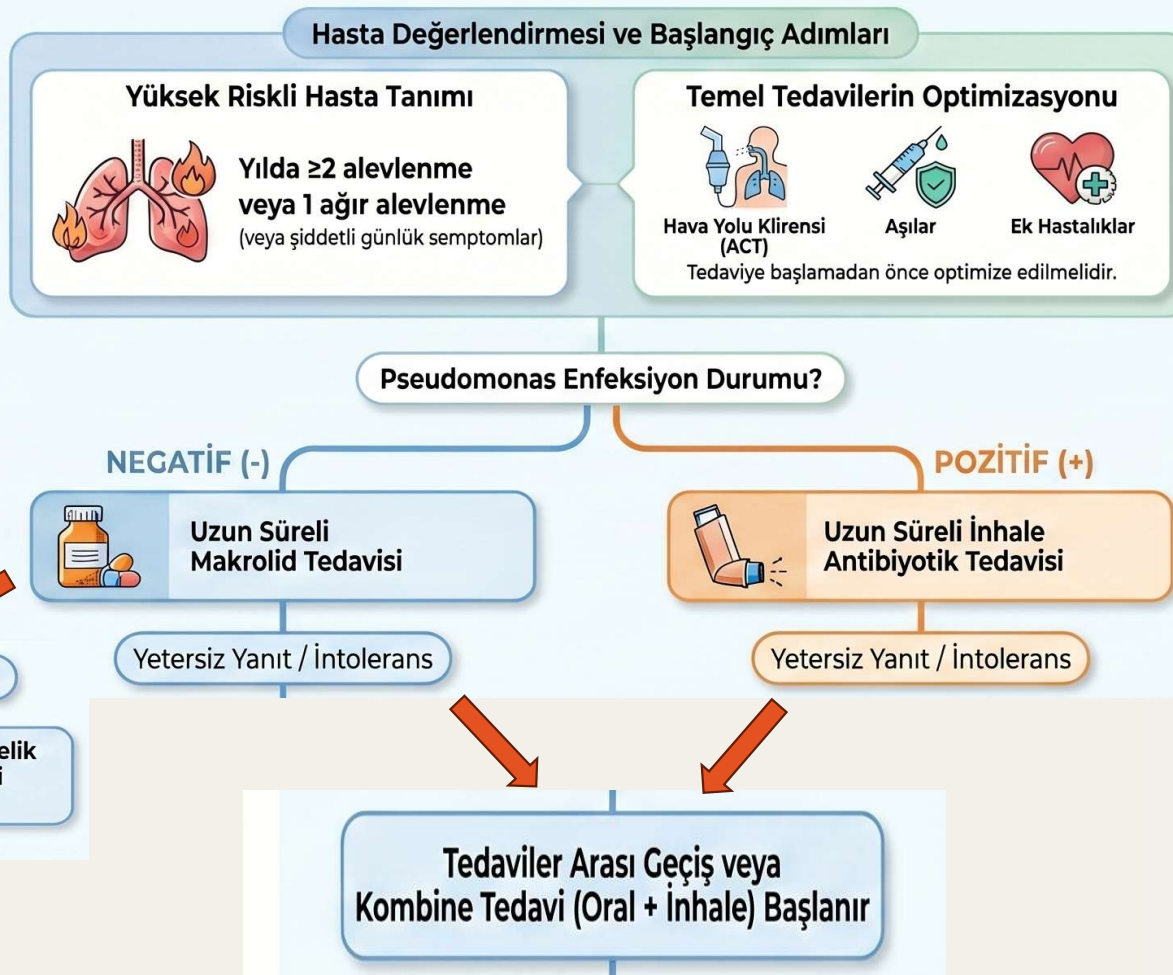 Hasta Değerlendirmesi ve Başlangıç Adımları
Yüksek Riskli Hasta Tanımı
Yılda ≥2 alevlenme
veya 1 ağır alevlenme
(veya şiddetli günlük semptomlar)
Temel Tedavilerin Optimizasyonu
Hava Yolu Klirensi
(ACT)
Aşılar
Ek Hastalıklar
Tedaviye başlamadan önce optimize edilmelidir.
Pseudomonas Enfeksiyon Durumu?
NEGATİF (-)
POZİTİF (+)
Uzun Süreli
Makrolid Tedavisi
Uzun Süreli İnhale
Antibiyotik Tedavisi
Yetersiz Yanıt / İntolerans
Yetersiz Yanıt / İntolerans
elik
i
Tedaviler Arası Geçiş veya
Kombine Tedavi (Oral + İnhale) Başlanır